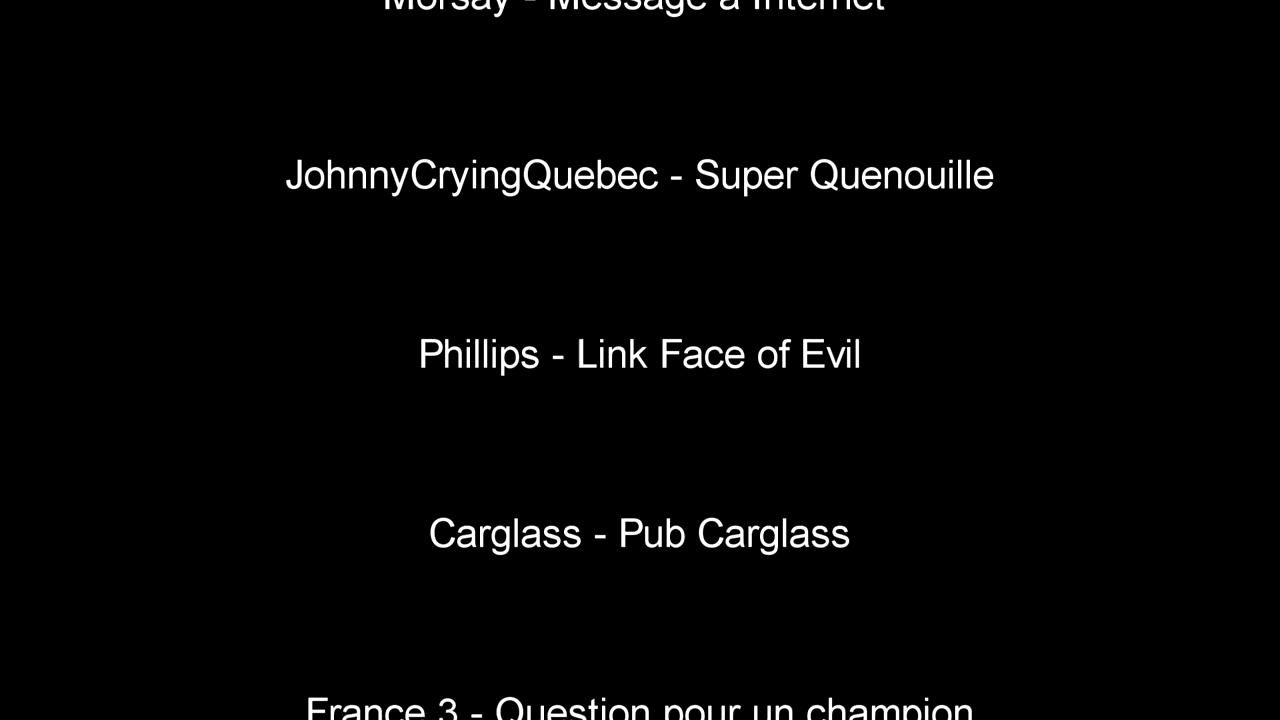 Morsay - Message à Internet
JohnnyCryingQuebec - Super Quenouille
Phillips - Link Face of Evil
Carglass - Pub Carglass
France 3 - Question pour un champion